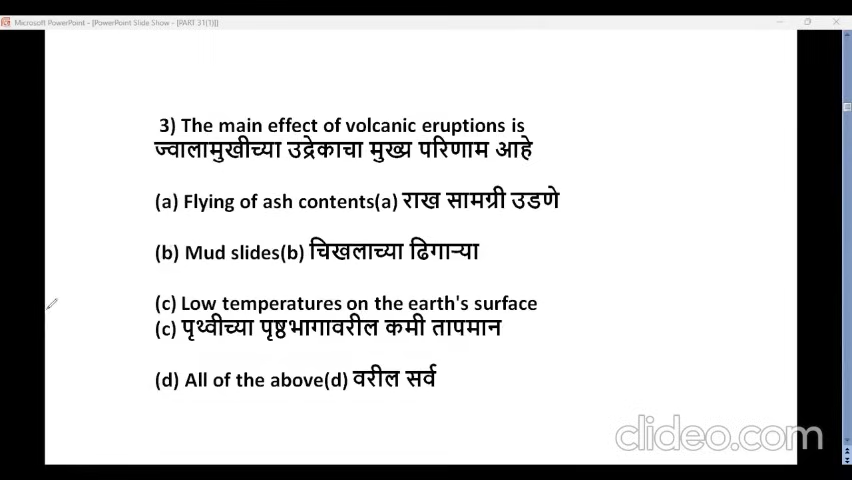 Microsoft PowerPoint - [PowerPoint Slide Show - [PART 31(1)]]
3) The main effect of volcanic eruptions is
ज्वालामुखीच्या उद्रेकाचा मुख्य परिणाम आहे
(a) Flying of ash contents(a) राख सामग्री उडणे
(b) Mud slides(b) चिखलाच्या ढिगाऱ्या
(c) Low temperatures on the earth's surface
(c) पृथ्वीच्या पृष्ठभागावरील कमी तापमान
(d) All of the above(d) वरील सर्व
clideo.com